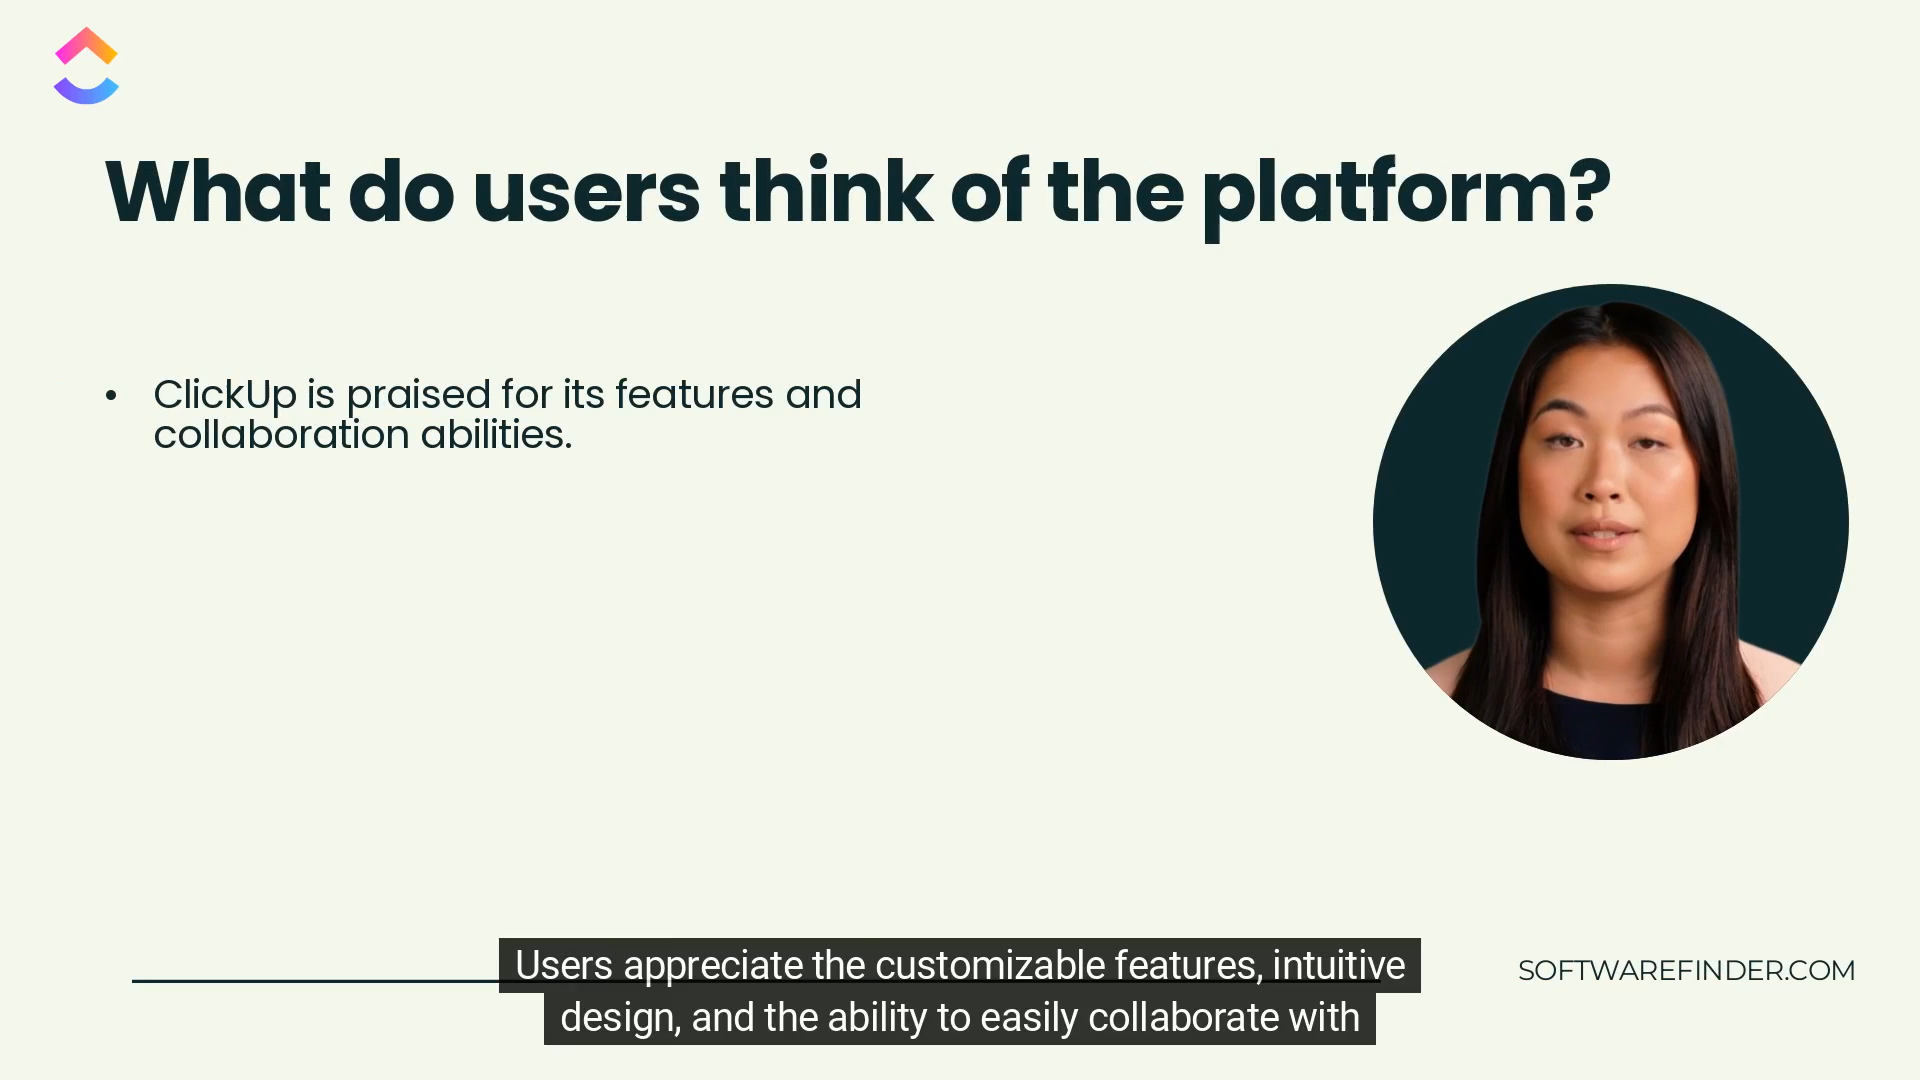 What do users think of the platform?
• ClickUp is praised for its features and
collaboration abilities.
Users appreciate the customizable features, intuitive
design, and the ability to easily collaborate with
SOFTWAREFINDER.COM